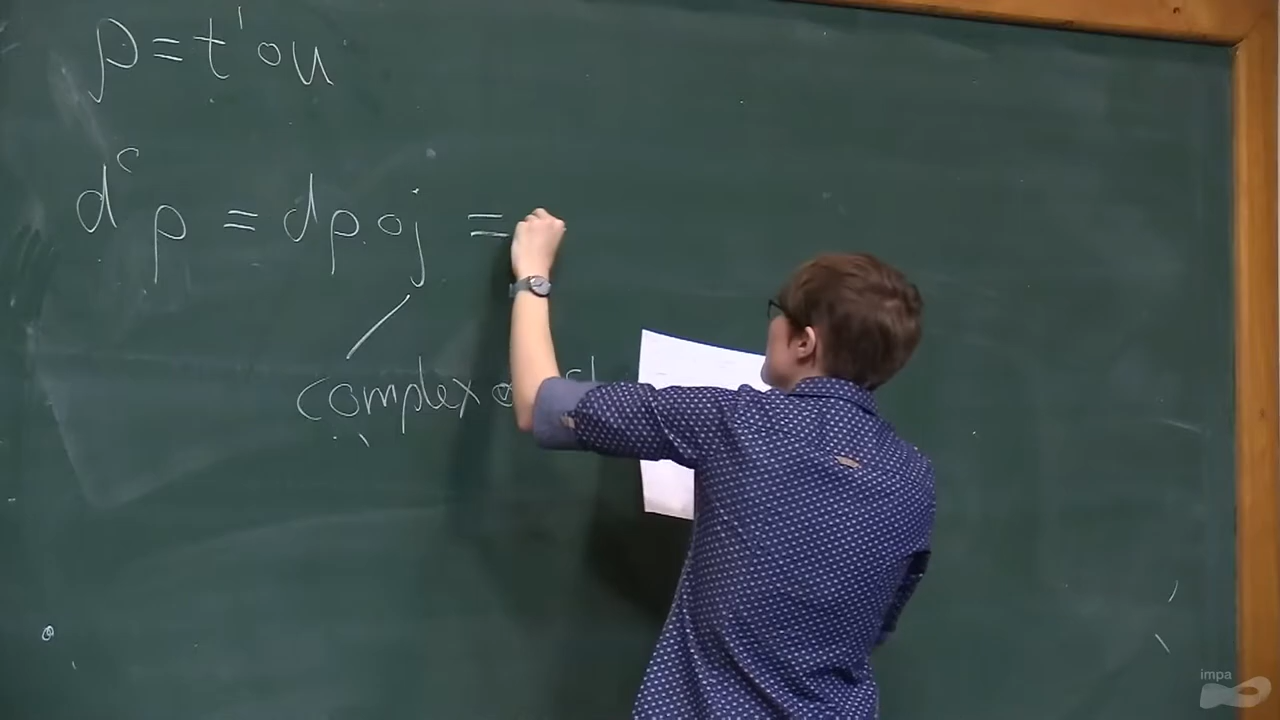 ρ = t' ∘ u
d^c ρ = dρ ∘ j =
complex
impa